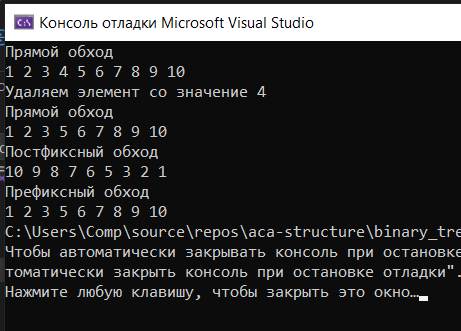 Консоль отладки Microsoft Visual Studio
Прямой обход
1 2 3 4 5 6 7 8 9 10
Удаляем элемент со значение 4
Прямой обход
1 2 3 5 6 7 8 9 10
Постфиксный обход
10 9 8 7 6 5 3 2 1
Префиксный обход
1 2 3 5 6 7 8 9 10
C:\Users\Comp\source\repos\aca-structure\binary_tre
Чтобы автоматически закрывать консоль при остановке
томатически закрыть консоль при остановке отладки".
Нажмите любую клавишу, чтобы закрыть это окно…